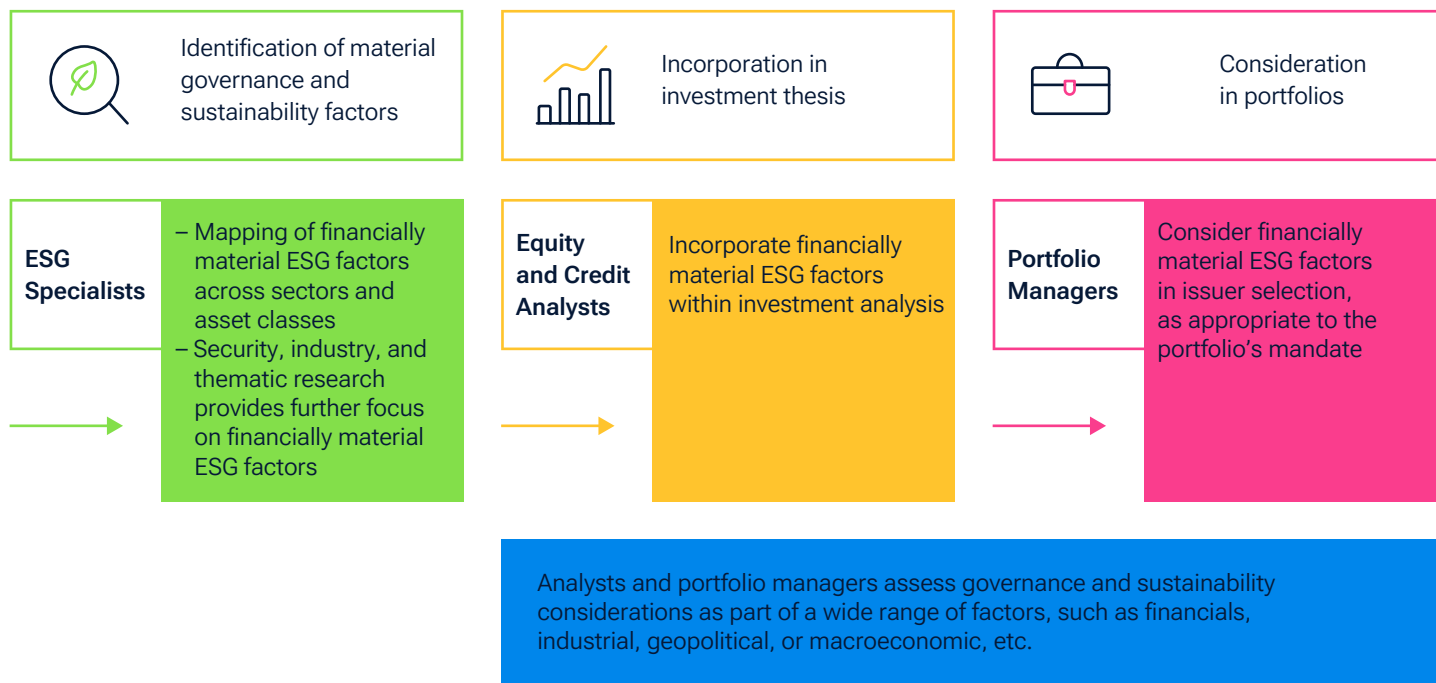 Identification of material
governance and
sustainability factors
Incorporation in
investment thesis
Consideration
in portfolios
ESG
Specialists
– Mapping of financially
material ESG factors
across sectors and
asset classes
– Security, industry, and
thematic research
provides further focus
on financially material
ESG factors
Equity
and Credit
Analysts
Incorporate financially
material ESG factors
within investment analysis
Portfolio
Managers
Consider financially
material ESG factors
in issuer selection,
as appropriate to the
portfolio’s mandate
Analysts and portfolio managers assess governance and sustainability
considerations as part of a wide range of factors, such as financials,
industrial, geopolitical, or macroeconomic, etc.